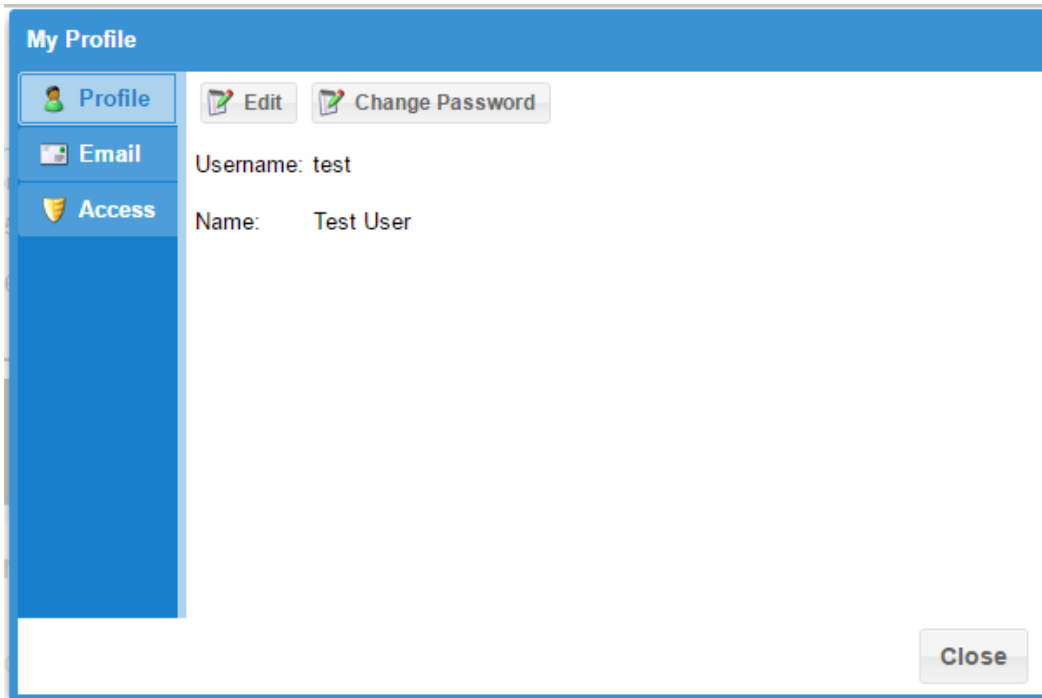 My Profile
Profile
Edit
Change Password
Email
Username: test
Access
Name: Test User
Close